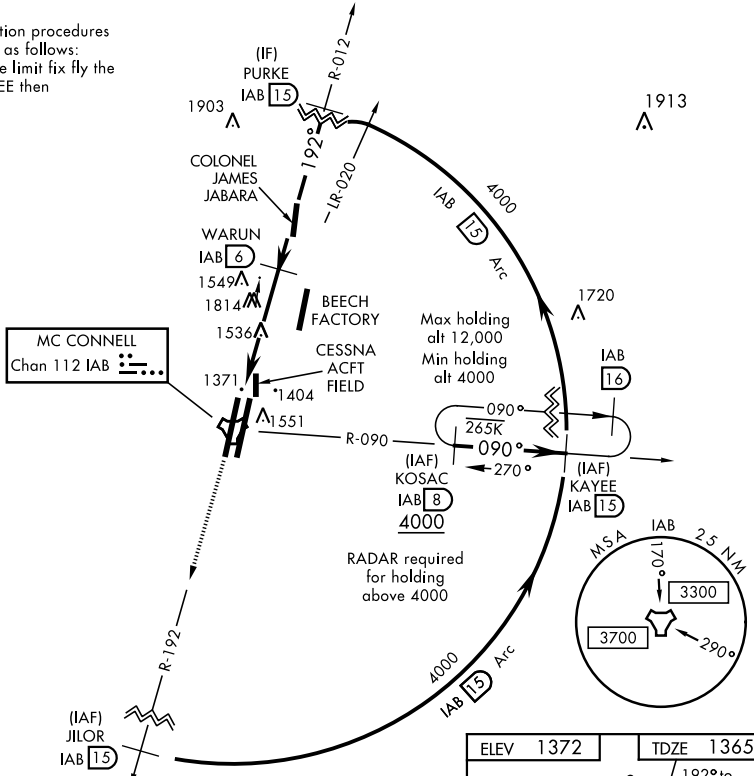 tion procedures
as follows:
e limit fix fly the
EE then
(IF)
PURKE
IAB 15
R-012
1903
1913
192°
LR-020
COLONEL
JAMES
JABARA
IAB 15 Arc
4000
WARUN
IAB 6
1549
1814
1536
BEECH
FACTORY
1720
Max holding
alt 12,000
Min holding
alt 4000
MC CONNELL
Chan 112 IAB
CESSNA
ACFT
FIELD
1371
1404
1551
IAB
16
090°
265K
R-090
090°
270°
(IAF)
KOSAC
IAB 8
4000
(IAF)
KAYEE
IAB 15
RADAR required
for holding
above 4000
MSA IAB 25 NM
170°
3300
3700
290°
R-192
4000
IAB 15 Arc
(IAF)
JILOR
IAB 15
ELEV 1372
TDZE 1365
192° to